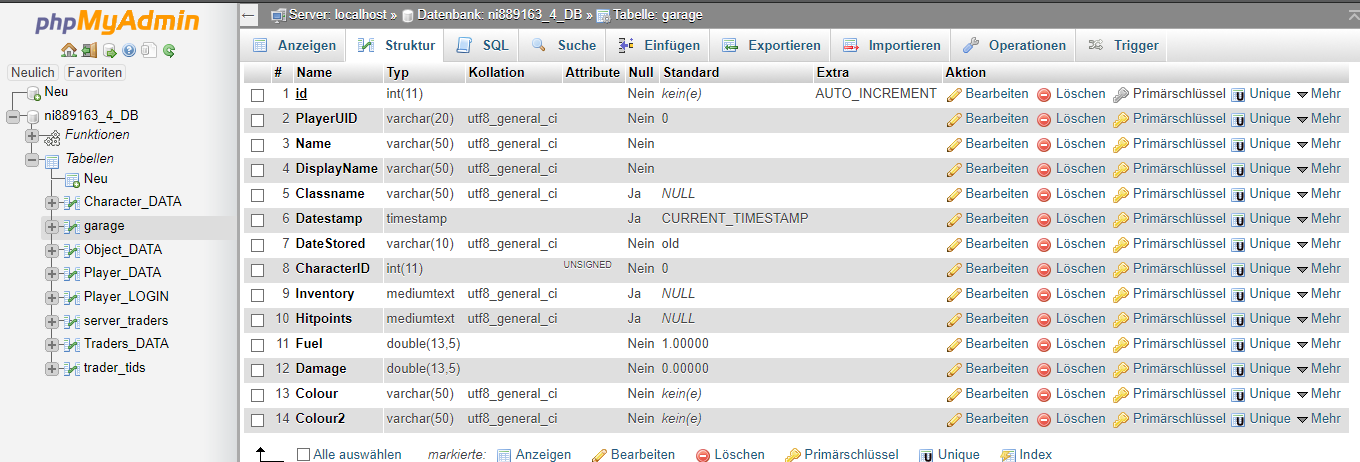 phpMyAdmin
Neulich Favoriten
Neu
ni889163_4_DB
Funktionen
Tabellen
Neu
Character_DATA
garage
Object_DATA
Player_DATA
Player_LOGIN
server_traders
Traders_DATA
trader_tids
Server: localhost » Datenbank: ni889163_4_DB » Tabelle: garage
Anzeigen Struktur SQL Suche Einfügen Exportieren Importieren Operationen Trigger
# Name Typ Kollation Attribute Null Standard Extra Aktion
1 id int(11) Nein kein(e) AUTO_INCREMENT Bearbeiten Löschen Primärschlüssel Unique Mehr
2 PlayerUID varchar(20) utf8_general_ci Nein 0 Bearbeiten Löschen Primärschlüssel Unique Mehr
3 Name varchar(50) utf8_general_ci Nein Bearbeiten Löschen Primärschlüssel Unique Mehr
4 DisplayName varchar(50) utf8_general_ci Nein Bearbeiten Löschen Primärschlüssel Unique Mehr
5 Classname varchar(50) utf8_general_ci Ja NULL Bearbeiten Löschen Primärschlüssel Unique Mehr
6 Datestamp timestamp Ja CURRENT_TIMESTAMP Bearbeiten Löschen Primärschlüssel Unique Mehr
7 DateStored varchar(10) utf8_general_ci Nein old Bearbeiten Löschen Primärschlüssel Unique Mehr
8 CharacterID int(11) UNSIGNED Nein 0 Bearbeiten Löschen Primärschlüssel Unique Mehr
9 Inventory mediumtext utf8_general_ci Ja NULL Bearbeiten Löschen Primärschlüssel Unique Mehr
10 Hitpoints mediumtext utf8_general_ci Ja NULL Bearbeiten Löschen Primärschlüssel Unique Mehr
11 Fuel double(13,5) Nein 1.00000 Bearbeiten Löschen Primärschlüssel Unique Mehr
12 Damage double(13,5) Nein 0.00000 Bearbeiten Löschen Primärschlüssel Unique Mehr
13 Colour varchar(50) utf8_general_ci Nein kein(e) Bearbeiten Löschen Primärschlüssel Unique Mehr
14 Colour2 varchar(50) utf8_general_ci Nein kein(e) Bearbeiten Löschen Primärschlüssel Unique Mehr
Alle auswählen markierte: Anzeigen Bearbeiten Löschen Primärschlüssel Unique Index